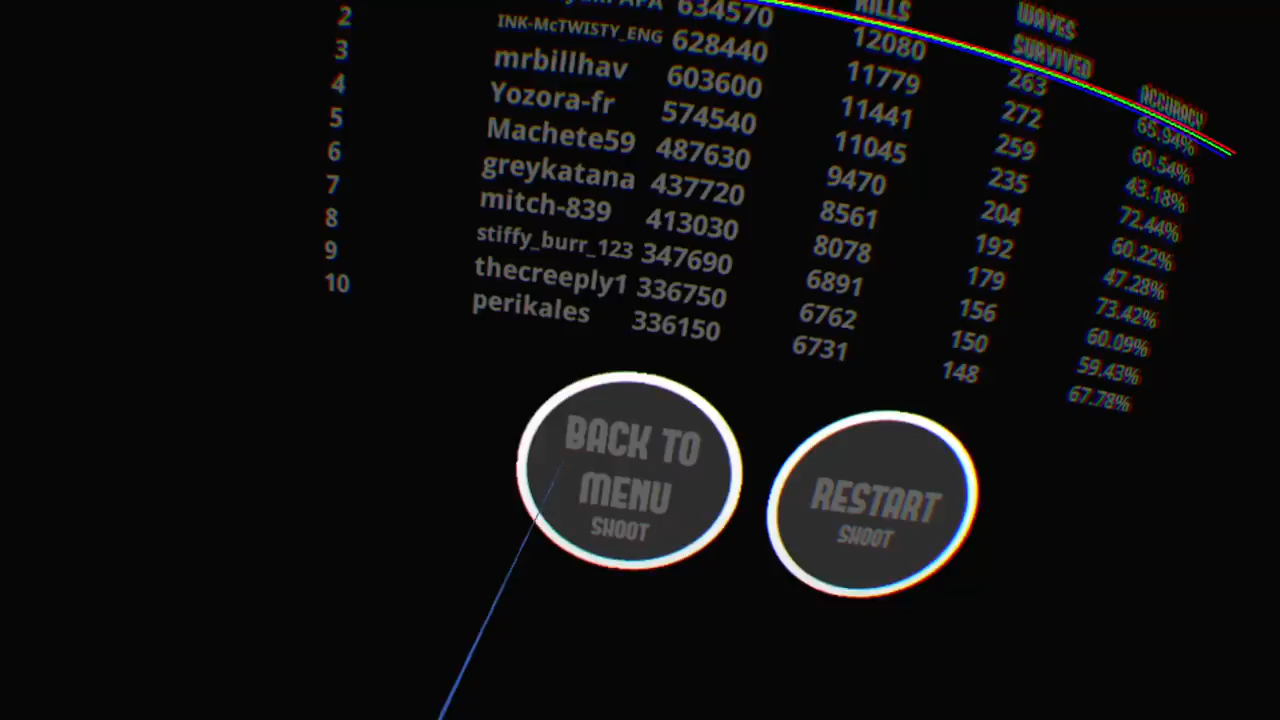 KILLS WAVES SURVIVED ACCURACY
634570 12080 263 65.94%
2 INK-McTWISTY_ENG 628440 11779 272 60.54%
3 mrbillhav 603600 11441 259 43.18%
4 Yozora-fr 574540 11045 235 72.44%
5 Machete59 487630 9470 204 60.22%
6 greykatana 437720 8561 192 47.28%
7 mitch-839 413030 8078 179 73.42%
8 stiffy_burr_123 347690 6891 156 60.09%
9 thecreeply1 336750 6762 150 59.43%
10 perikales 336150 6731 148 67.78%
BACK TO
MENU
SHOOT
RESTART
SHOOT